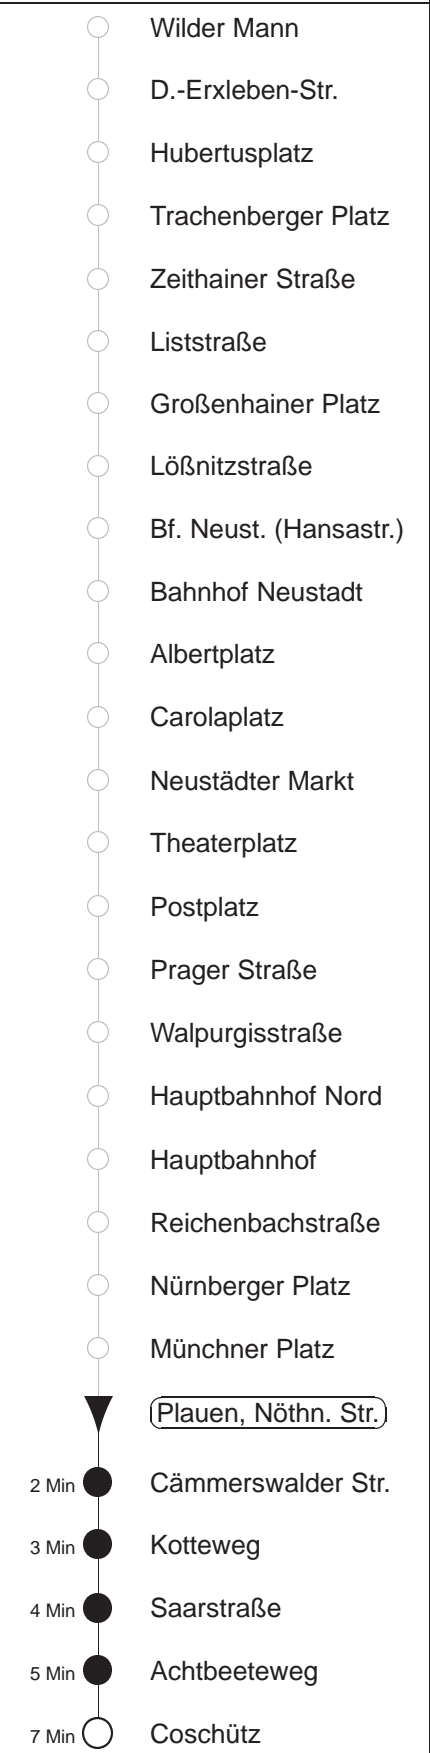 Wilder Mann
D.-Erxleben-Str.
Hubertusplatz
Trachenberger Platz
Zeithainer Straße
Liststraße
Großenhainer Platz
Lößnitzstraße
Bf. Neust. (Hansastr.)
Bahnhof Neustadt
Albertplatz
Carolaplatz
Neustädter Markt
Theaterplatz
Postplatz
Prager Straße
Walpurgisstraße
Hauptbahnhof Nord
Hauptbahnhof
Reichenbachstraße
Nürnberger Platz
Münchner Platz
Plauen, Nöthn. Str.
2 Min Cämmerswalder Str.
3 Min Kotteweg
4 Min Saarstraße
5 Min Achtbeeteweg
7 Min Coschütz